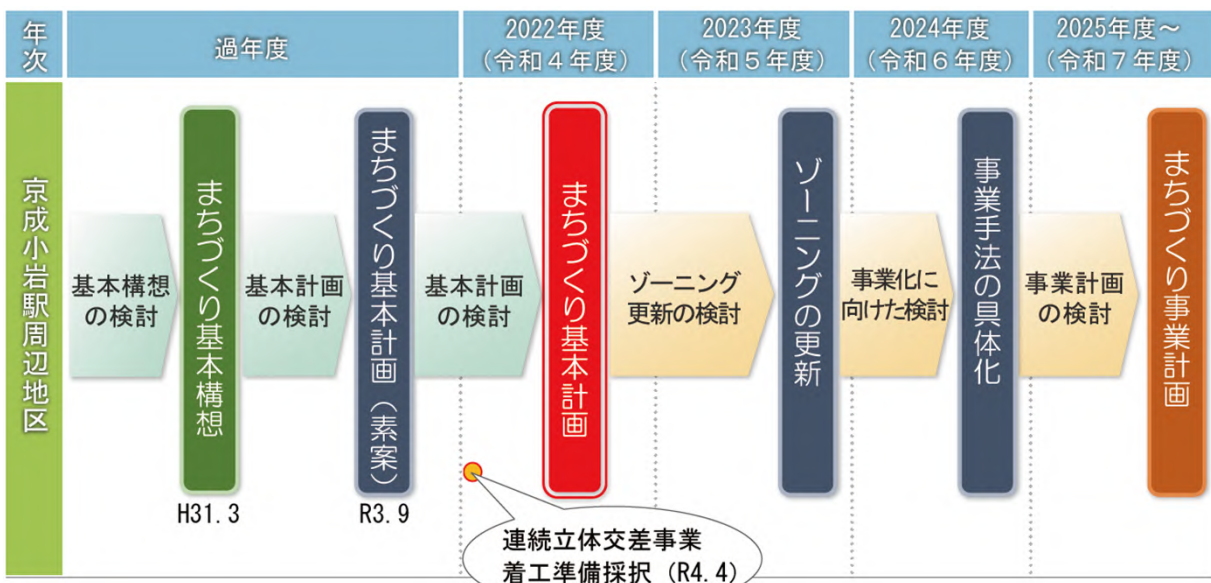 年次
過年度
2022年度
（令和４年度）
2023年度
（令和５年度）
2024年度
（令和６年度）
2025年度～
（令和７年度）
京成小岩駅周辺地区
基本構想
の検討
まちづくり基本構想
H31.3
基本計画
の検討
まちづくり基本計画（素案）
R3.9
基本計画
の検討
まちづくり基本計画
ゾーニング
更新の検討
ゾーニングの更新
事業化に
向けた検討
事業手法の具体化
事業計画
の検討
まちづくり事業計画
連続立体交差事業
着工準備採択（R4.4）